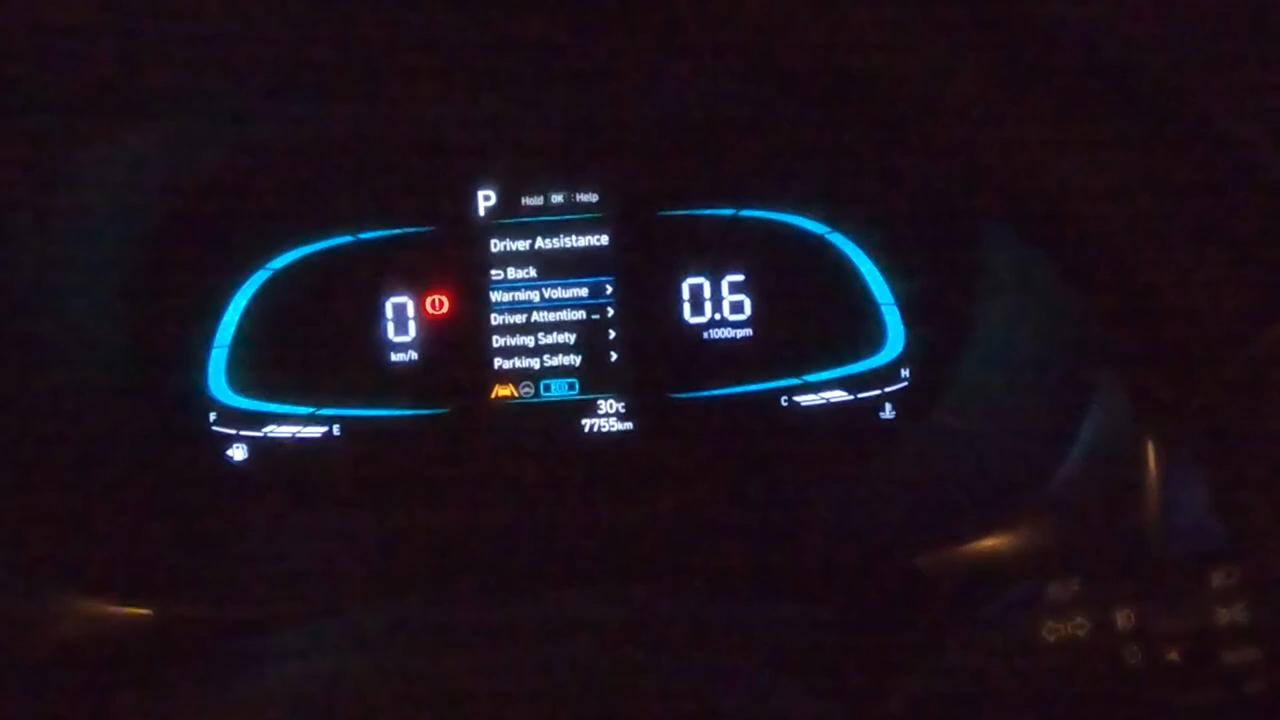 P Hold OK : Help
Driver Assistance
Back
Warning Volume
Driver Attention ...
Driving Safety
Parking Safety
ECO
0
km/h
0.6
x1000rpm
F E
C H
30°C
7755km